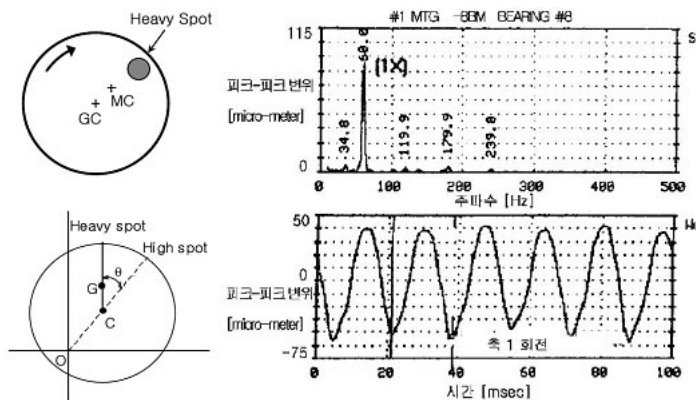 Heavy Spot
MC
GC
Heavy spot
High spot
θ
G
C
O
#1 MTG -BBM BEARING #8
115
피크-피크 변위
[micro-meter]
0
60.0
(1X)
34.8
119.9
179.9
239.8
0 100 200 300 400 500
주파수 [Hz]
S
50
0
피크-피크 변위
[micro-meter]
-75
축 1 회전
0 20 40 60 80 100
시간 [msec]